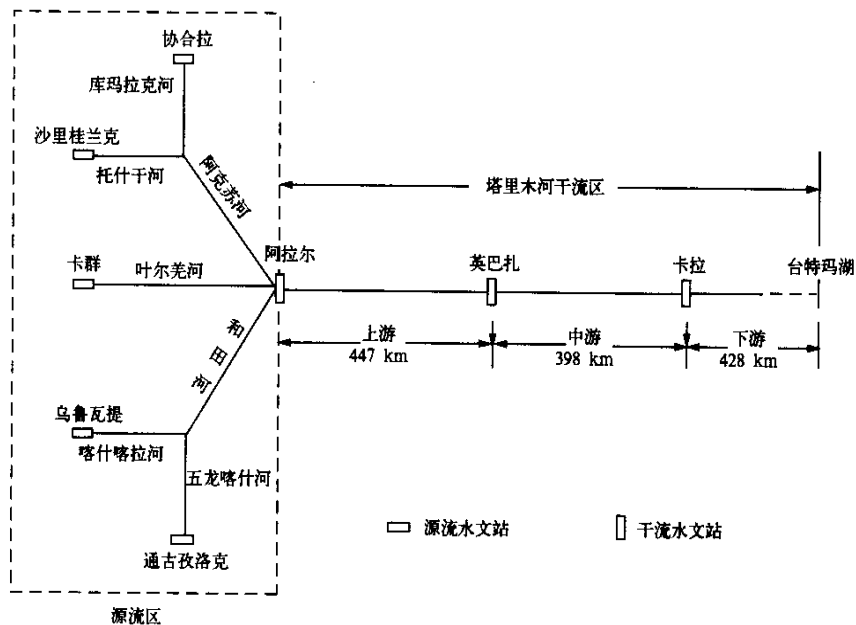 协合拉
库玛拉克河
沙里桂兰克
托什干河
阿克苏河
塔里木河干流区
卡群
叶尔羌河
阿拉尔
英巴扎
卡拉
台特玛湖
和田河
上游
447 km
中游
398 km
下游
428 km
乌鲁瓦提
喀什喀拉河
五龙喀什河
通古孜洛克
源流水文站
干流水文站
源流区